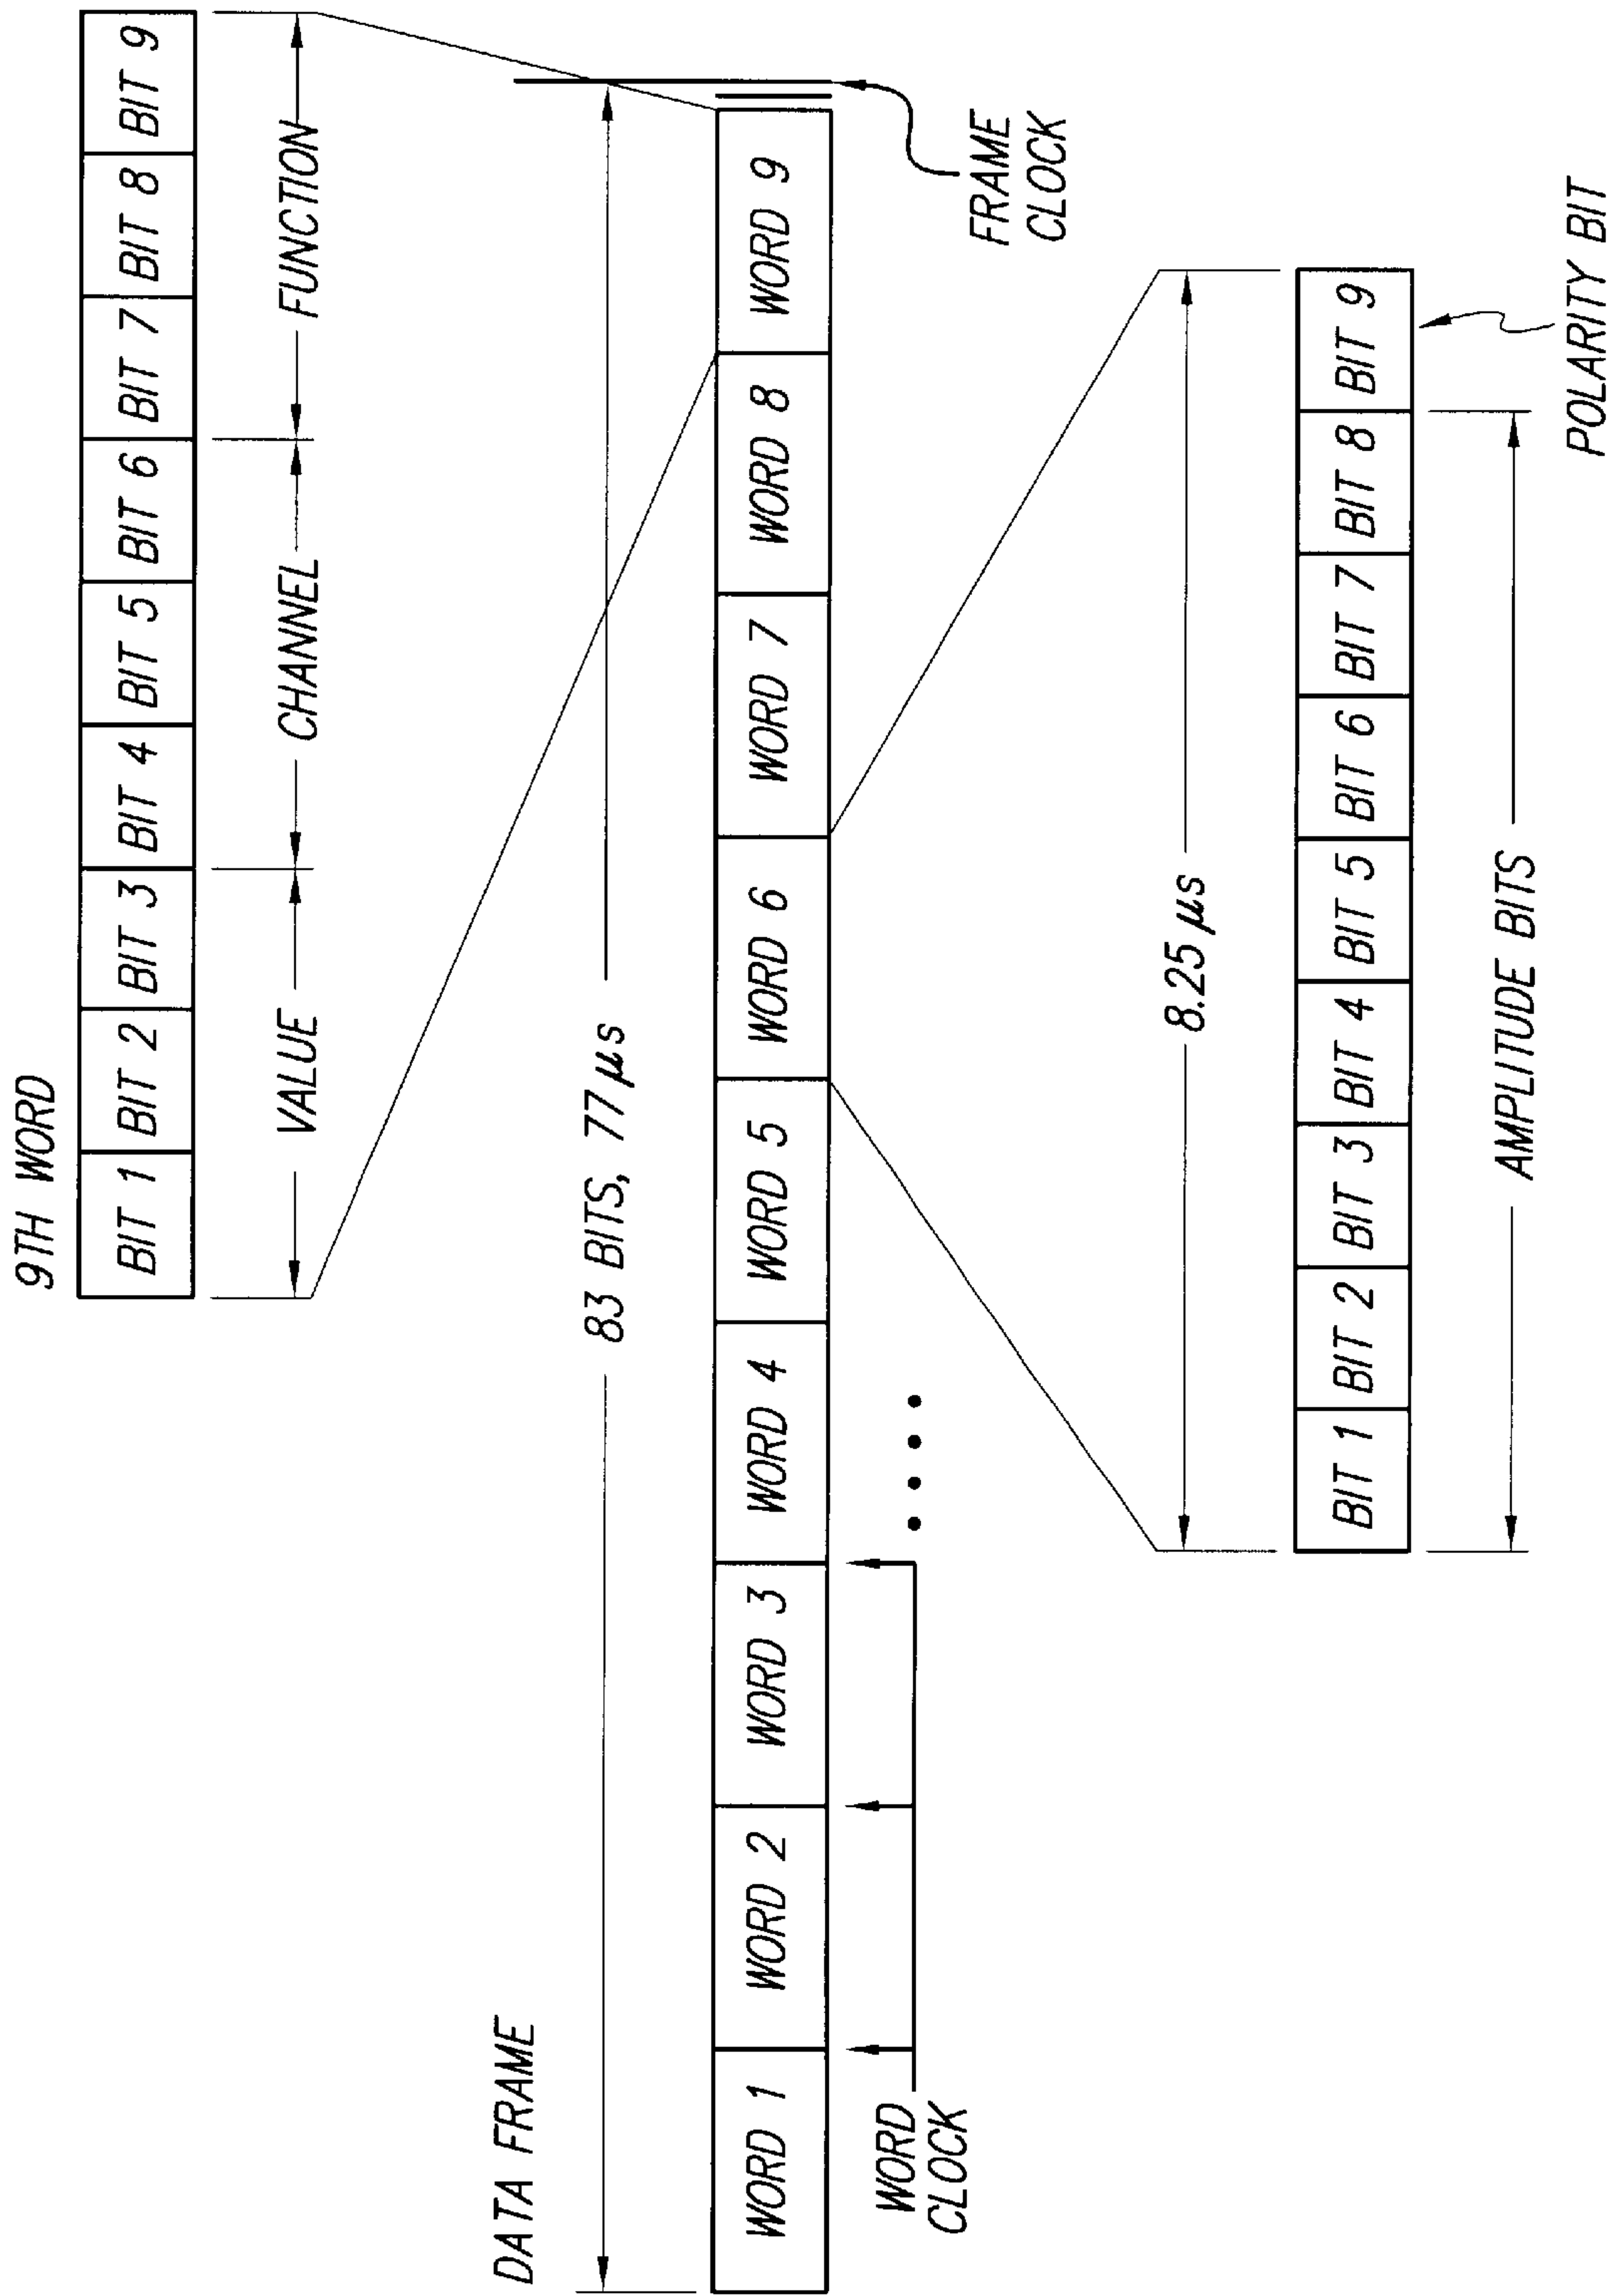 9TH WORD
BIT 1 BIT 2 BIT 3 BIT 4 BIT 5 BIT 6 BIT 7 BIT 8 BIT 9
VALUE CHANNEL FUNCTION
DATA FRAME
83 BITS, 77 µs
WORD 1 WORD 2 WORD 3 WORD 4 WORD 5 WORD 6 WORD 7 WORD 8 WORD 9
WORD
CLOCK
FRAME
CLOCK
8.25 µs
BIT 1 BIT 2 BIT 3 BIT 4 BIT 5 BIT 6 BIT 7 BIT 8 BIT 9
AMPLITUDE BITS
POLARITY BIT